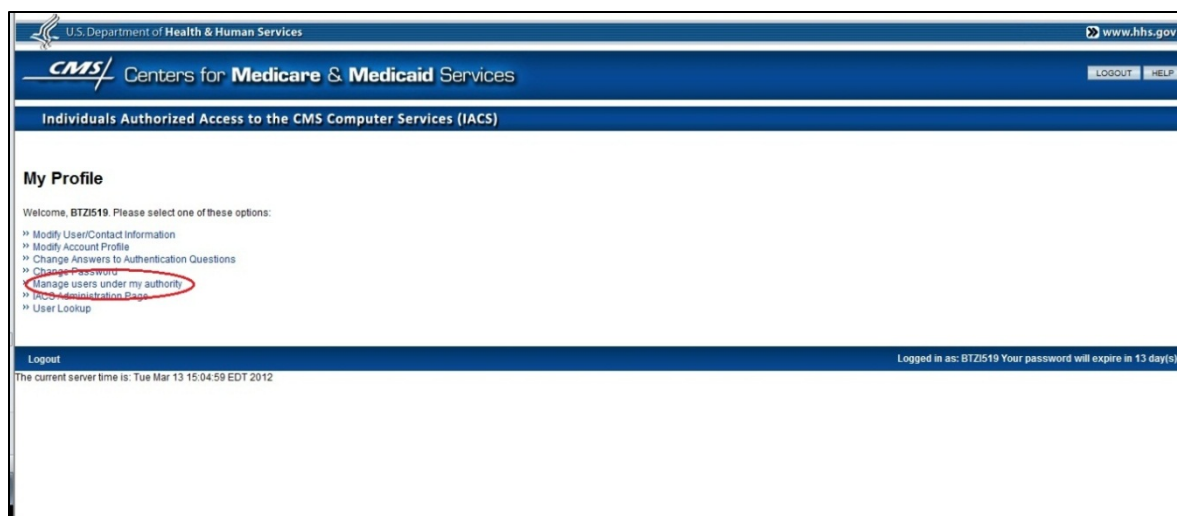 U.S. Department of Health & Human Services
www.hhs.gov
CMS Centers for Medicare & Medicaid Services
LOGOUT HELP
Individuals Authorized Access to the CMS Computer Services (IACS)
My Profile
Welcome, BTZI519. Please select one of these options:
Modify User/Contact Information
Modify Account Profile
Change Answers to Authentication Questions
Change Password
Manage users under my authority
IACS Administration Page
User Lookup
Logout
Logged in as: BTZI519 Your password will expire in 13 day(s)
The current server time is: Tue Mar 13 15:04:59 EDT 2012